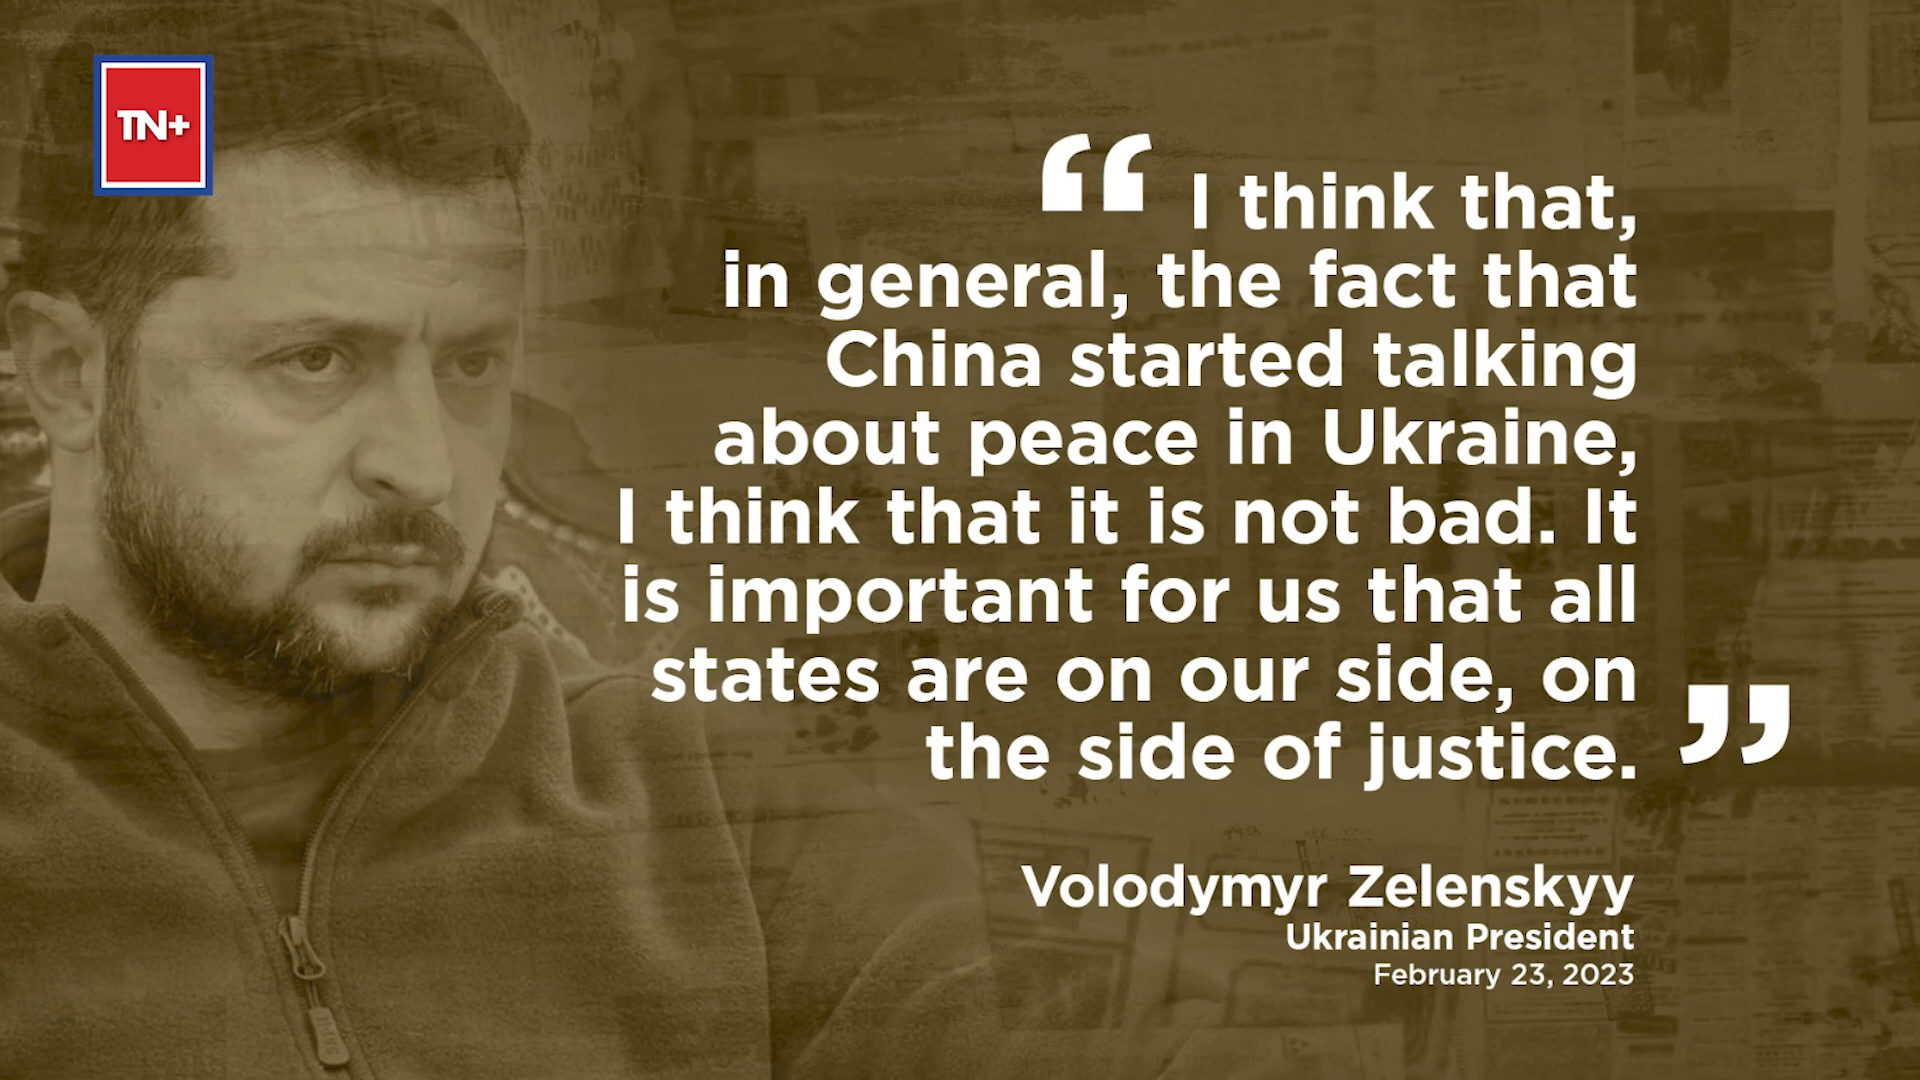 TN+
“ I think that,
in general, the fact that
China started talking
about peace in Ukraine,
I think that it is not bad. It
is important for us that all
states are on our side, on
the side of justice. ”
Volodymyr Zelenskyy
Ukrainian President
February 23, 2023